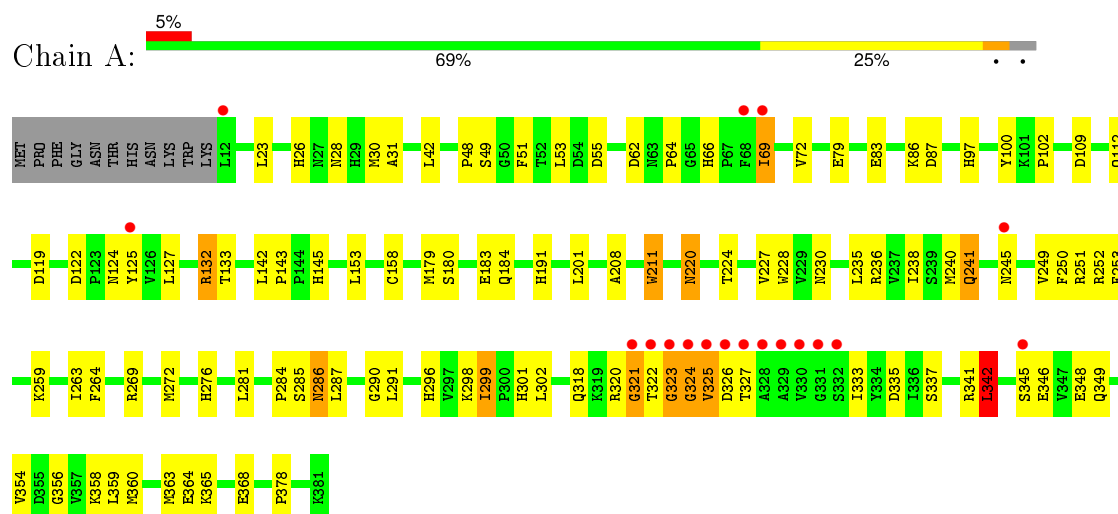 5%
Chain A:
69% 25% • •
MET PRO PHE GLY ASN THR HIS ASN LYS TRP LYS L12 L23 H26 N27 N28 H29 M30 A31 L42 P48 S49 G50 F51 T52 L53 D54 D55 D62 N63 P64 G65 H66 P67 F68 I69 V72 E79 E83 K86 D87 H97 Y100 K101 P102 D109
D119 D122 P123 N124 Y125 V126 L127 R132 T133 L142 P143 P144 H145 L153 C158 M179 S180 E183 Q184 H191 L201 A208 W211 N220 T224 V227 W228 V229 N230 L235 R236 V237 I238 S239 M240 Q241 N245 V249 F250 R251 R252
K259 I263 F264 R269 M272 H276 L281 P284 S285 N286 L287 G290 L291 H296 V297 K298 I299 P300 H301 L302 Q318 K319 R320 G321 T322 G323 G324 V325 D326 T327 A328 A329 V330 G331 S332 I333 Y334 D335 I336 S337 R341 L342 S345 E346 V347 E348 Q349
V354 D355 G356 V357 K358 L359 M360 M363 E364 K365 E368 P378 K381